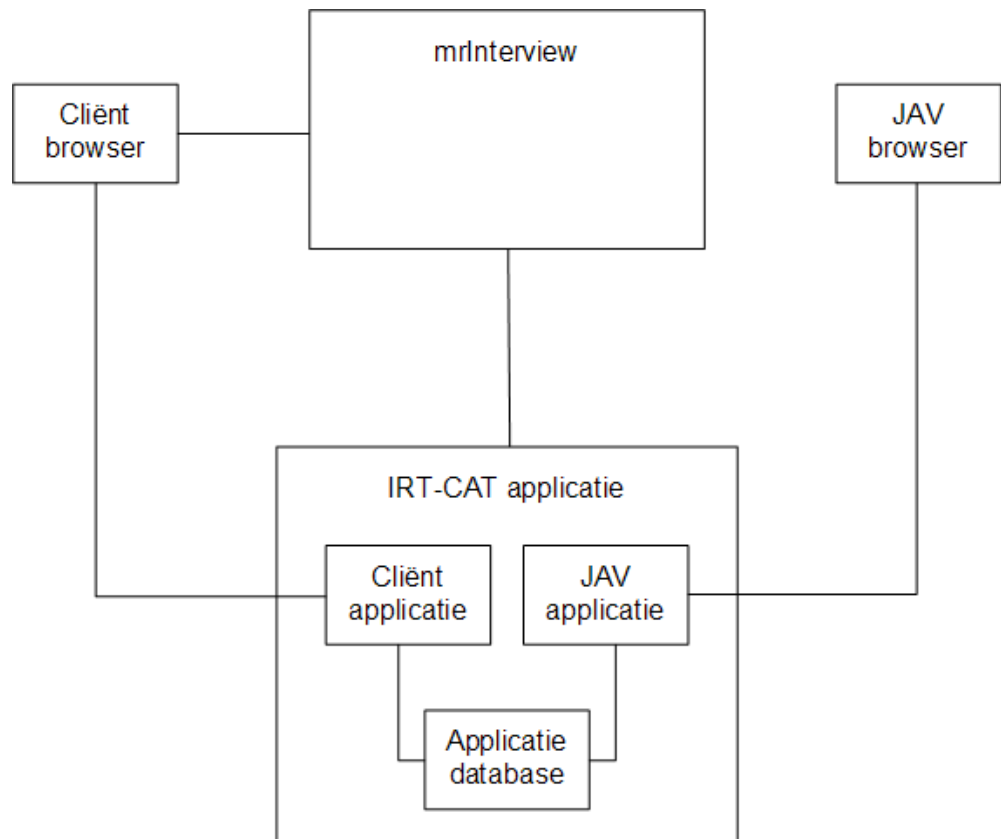 mrInterview
Cliënt
browser
JAV
browser
IRT-CAT applicatie
Cliënt
applicatie
JAV
applicatie
Applicatie
database